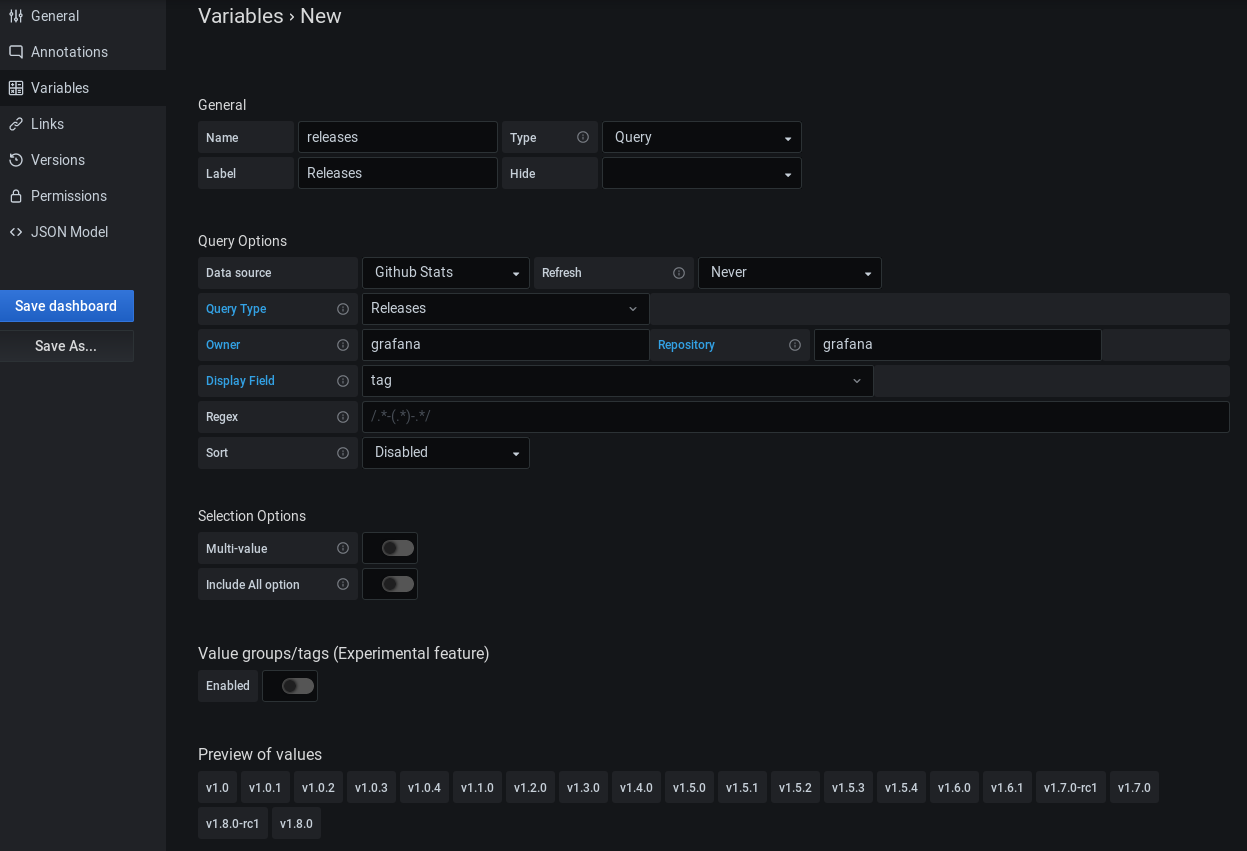 General
Annotations
Variables
Links
Versions
Permissions
JSON Model
Save dashboard
Save As...
Variables › New
General
Name releases Type Query
Label Releases Hide
Query Options
Data source Github Stats Refresh Never
Query Type Releases
Owner grafana Repository grafana
Display Field tag
Regex /.*-(.*)-.*/
Sort Disabled
Selection Options
Multi-value
Include All option
Value groups/tags (Experimental feature)
Enabled
Preview of values
v1.0 v1.0.1 v1.0.2 v1.0.3 v1.0.4 v1.1.0 v1.2.0 v1.3.0 v1.4.0 v1.5.0 v1.5.1 v1.5.2 v1.5.3 v1.5.4 v1.6.0 v1.6.1 v1.7.0-rc1 v1.7.0
v1.8.0-rc1 v1.8.0